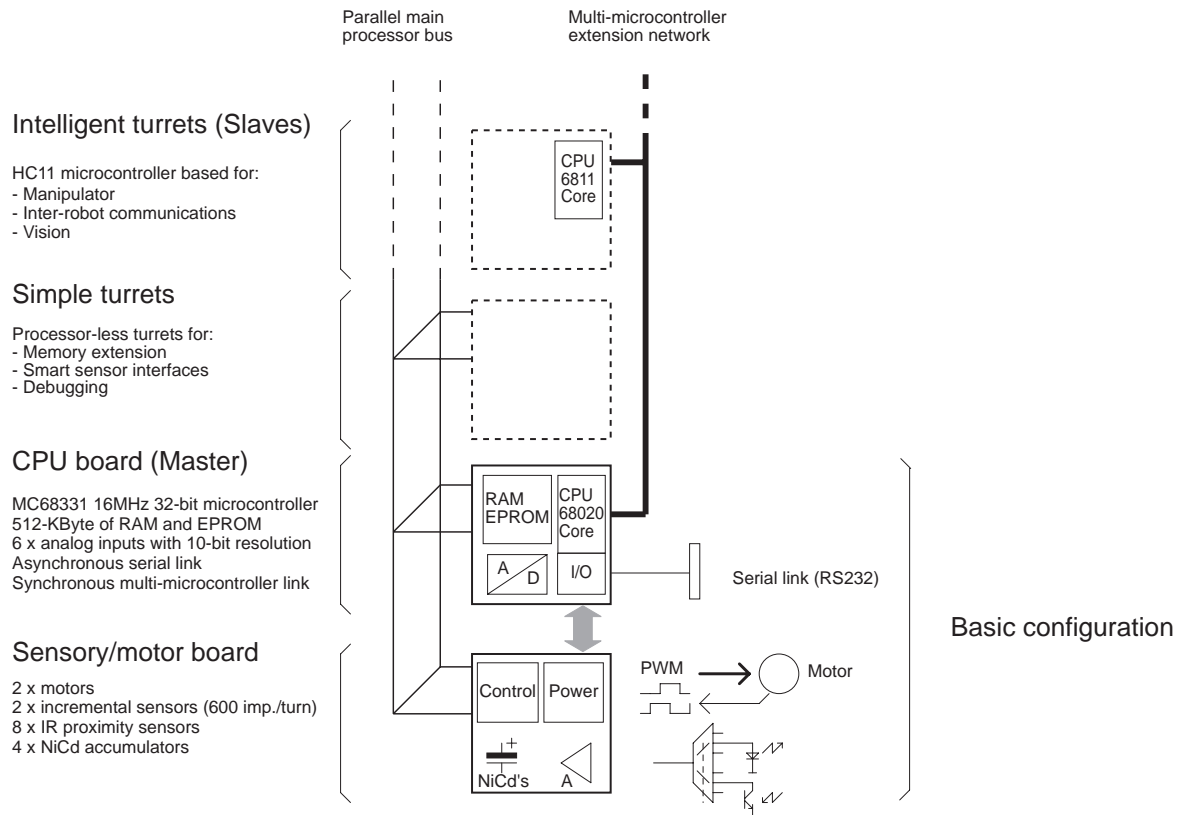 Parallel main
processor bus
Multi-microcontroller
extension network
Intelligent turrets (Slaves)
HC11 microcontroller based for:
- Manipulator
- Inter-robot communications
- Vision
CPU
6811
Core
Simple turrets
Processor-less turrets for:
- Memory extension
- Smart sensor interfaces
- Debugging
CPU board (Master)
MC68331 16MHz 32-bit microcontroller
512-KByte of RAM and EPROM
6 x analog inputs with 10-bit resolution
Asynchronous serial link
Synchronous multi-microcontroller link
RAM
EPROM
CPU
68020
Core
A
D
I/O
Serial link (RS232)
Basic configuration
Sensory/motor board
2 x motors
2 x incremental sensors (600 imp./turn)
8 x IR proximity sensors
4 x NiCd accumulators
Control
Power
+
NiCd's
A
PWM
Motor